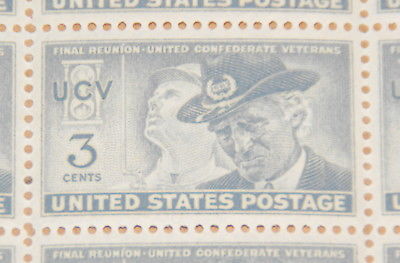 UNITED STATES POSTAGE
FINAL REUNION·UNITED CONFEDERATE VETERANS
UCV
3
CENTS
UNITED STATES POSTAGE
FINAL REUNION·UNITED CONFEDERATE VETERANS